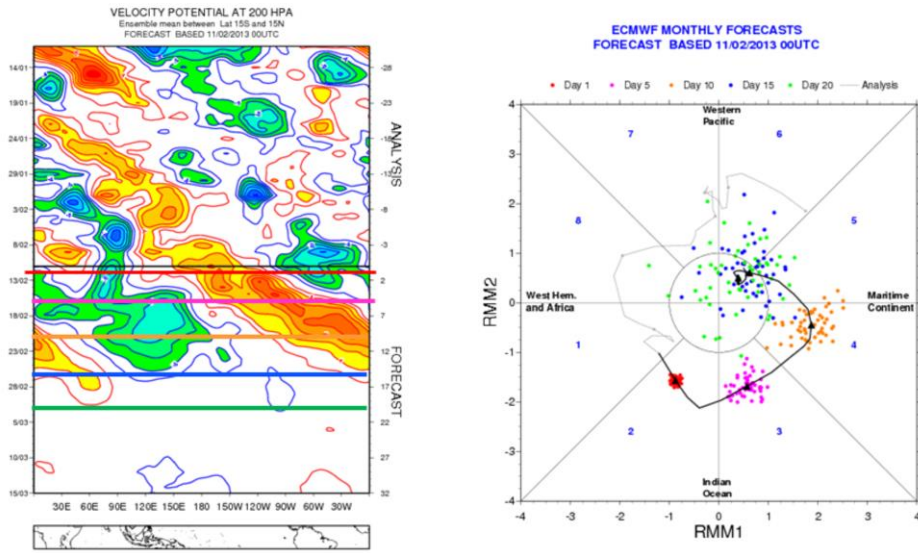 VELOCITY POTENTIAL AT 200 HPA
Ensemble mean between Lat 15S and 15N
FORECAST BASED 11/02/2013 00UTC
14/01
19/01
24/01
29/01
3/02
8/02
13/02
18/02
23/02
28/02
5/03
10/03
15/03
-28
-23
-18
-13
-8
-3
2
7
12
17
22
27
32
ANALYSIS
FORECAST
30E 60E 90E 120E 150E 180 150W 120W 90W 60W 30W
ECMWF MONTHLY FORECASTS
FORECAST BASED 11/02/2013 00UTC
Day 1 Day 5 Day 10 Day 15 Day 20 Analysis
Western
Pacific
7 6
8 5
West Hem.
and Africa
Maritime
Continent
1 4
2 3
Indian
Ocean
RMM2
4
3
2
1
0
-1
-2
-3
-4
-4 -3 -2 -1 0 1 2 3 4
RMM1